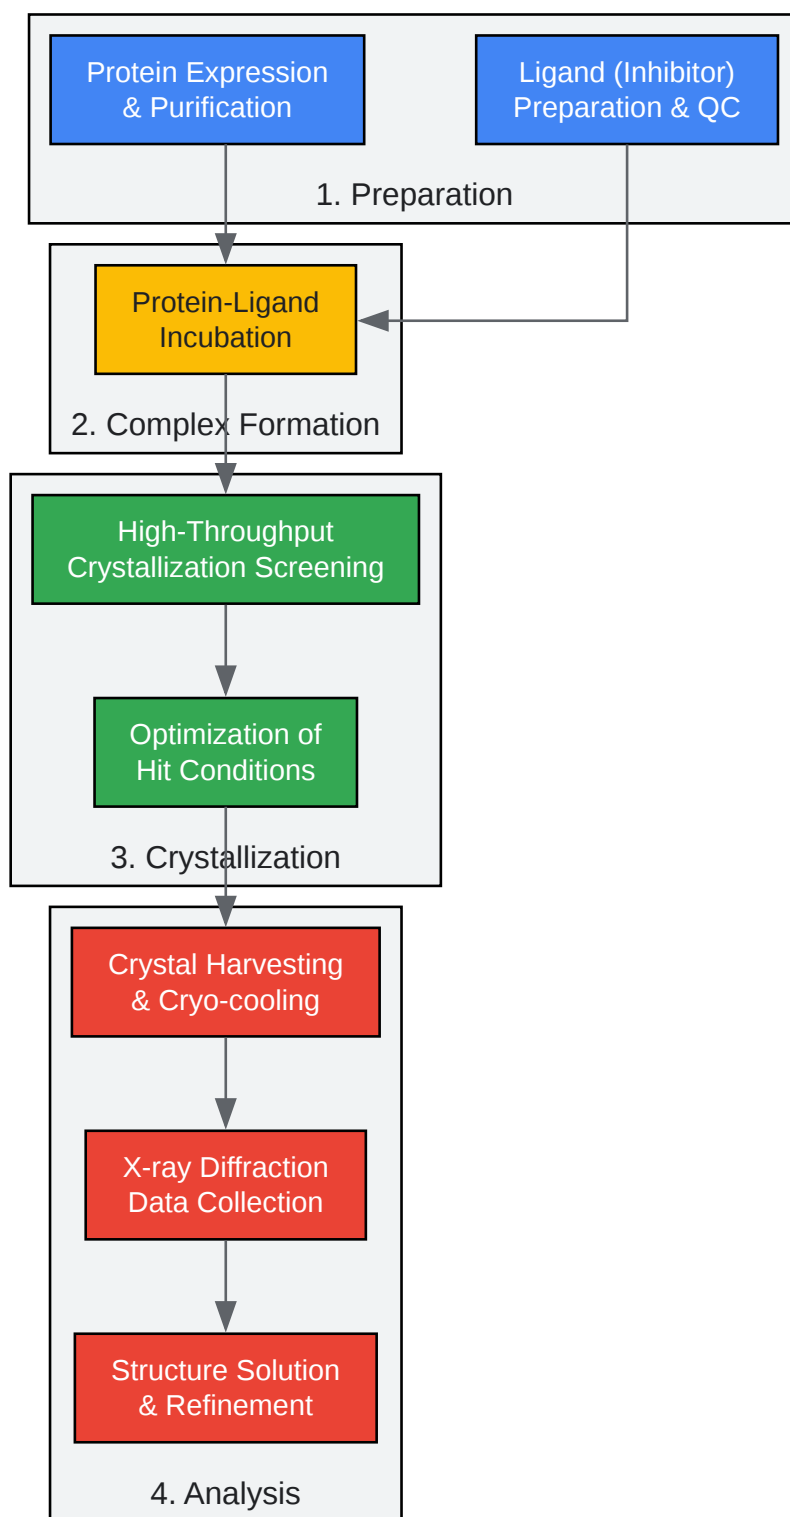 Protein Expression
& Purification
Ligand (Inhibitor)
Preparation & QC
1. Preparation
Protein-Ligand
Incubation
2. Complex Formation
High-Throughput
Crystallization Screening
Optimization of
Hit Conditions
3. Crystallization
Crystal Harvesting
& Cryo-cooling
X-ray Diffraction
Data Collection
Structure Solution
& Refinement
4. Analysis